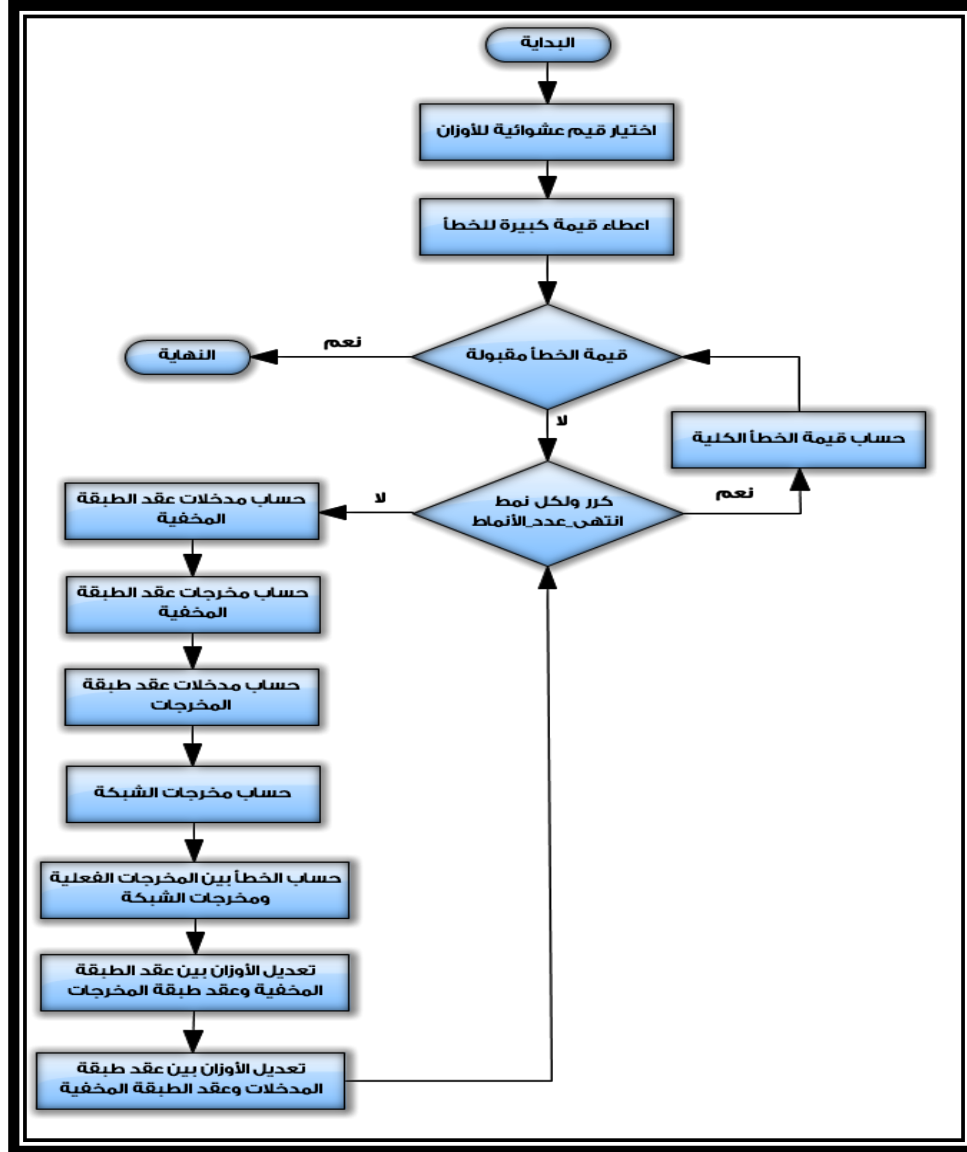 البداية
اختيار قيم عشوائية للأوزان
اعطاء قيمة كبيرة للخطأ
قيمة الخطأ مقبولة
نعم
النهاية
لا
حساب قيمة الخطأ الكلية
كرر ولكل نمط
انتهى_عدد_الأنماط
نعم
لا
حساب مدخلات عقد الطبقة
المخفية
حساب مخرجات عقد الطبقة
المخفية
حساب مدخلات عقد طبقة
المخرجات
حساب مخرجات الشبكة
حساب الخطأ بين المخرجات الفعلية
ومخرجات الشبكة
تعديل الأوزان بين عقد الطبقة
المخفية وعقد طبقة المخرجات
تعديل الأوزان بين عقد طبقة
المدخلات وعقد الطبقة المخفية